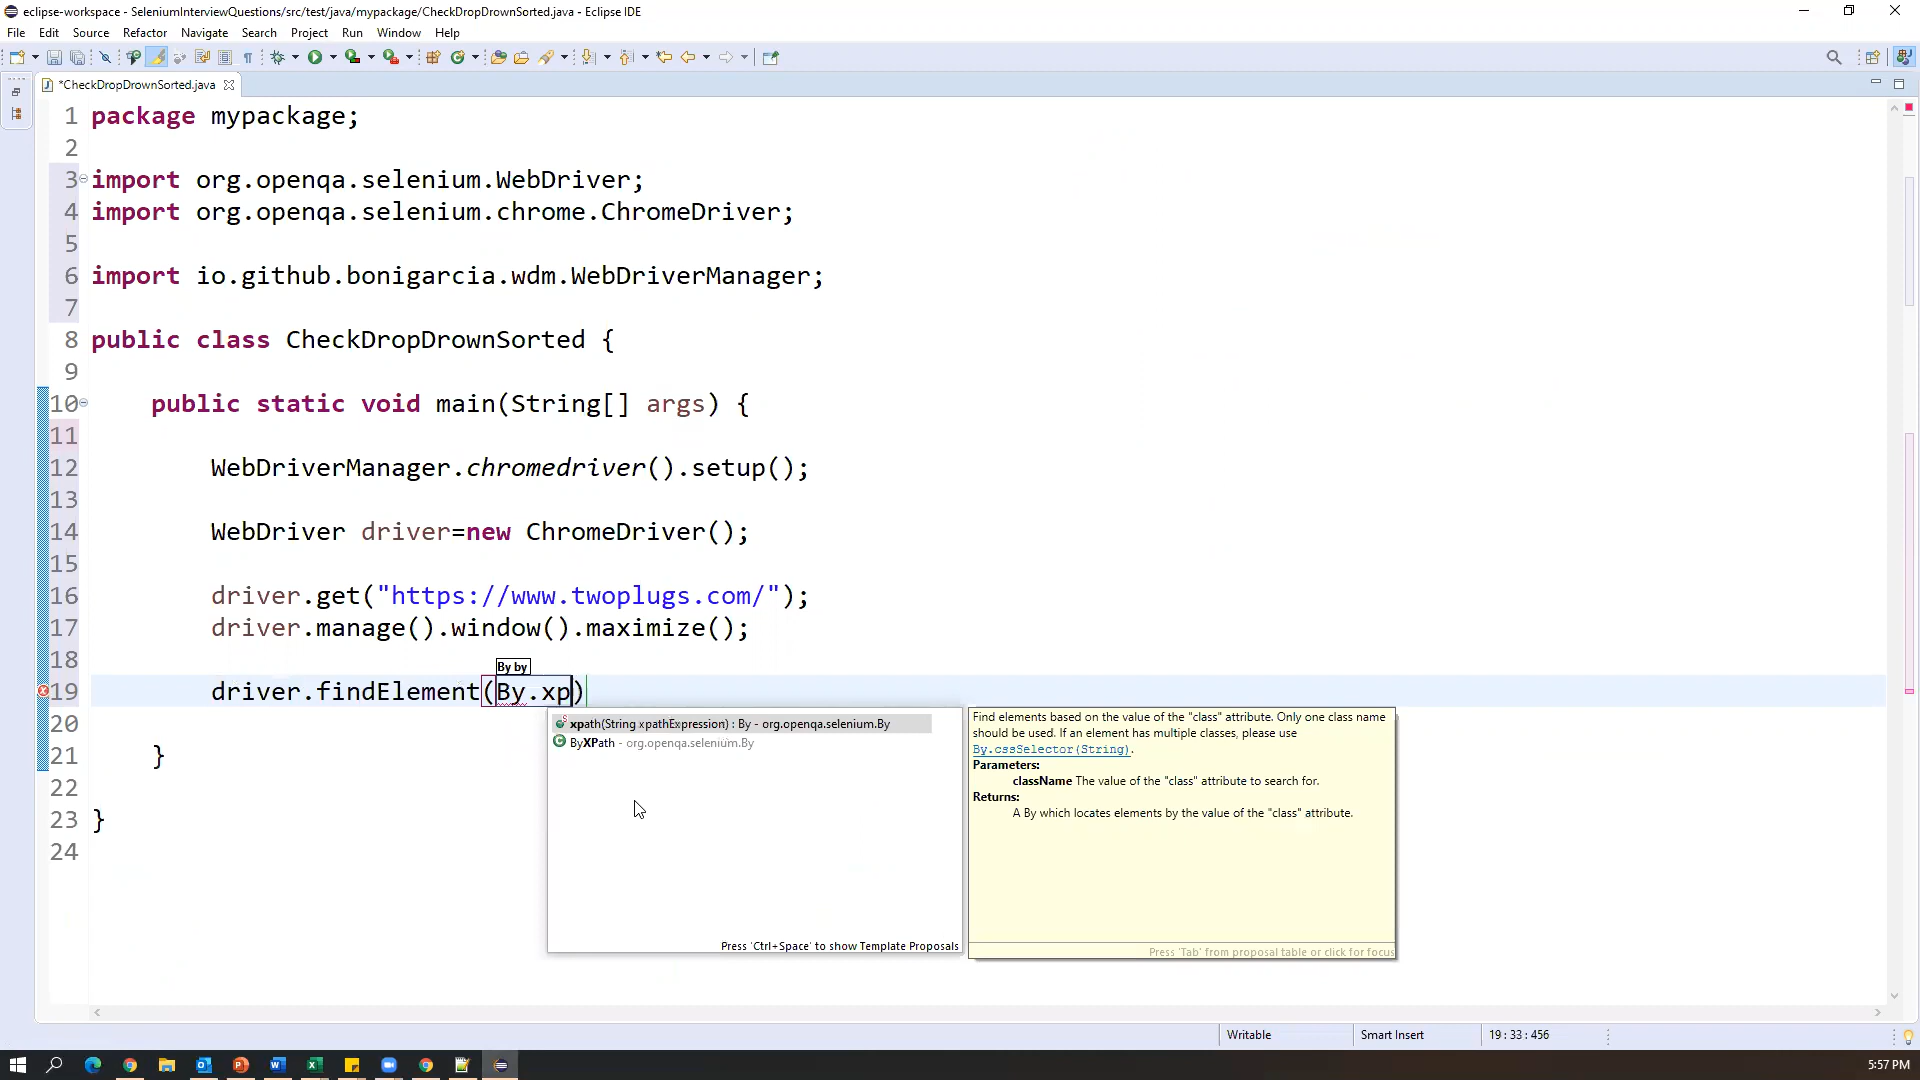 eclipse-workspace - SeleniumInterviewQuestions/src/test/java/mypackage/CheckDropDrownSorted.java - Eclipse IDE
File Edit Source Refactor Navigate Search Project Run Window Help
*CheckDropDrownSorted.java
1 package mypackage;
2
3 import org.openqa.selenium.WebDriver;
4 import org.openqa.selenium.chrome.ChromeDriver;
5
6 import io.github.bonigarcia.wdm.WebDriverManager;
7
8 public class CheckDropDrownSorted {
9
10 public static void main(String[] args) {
11
12 WebDriverManager.chromedriver().setup();
13
14 WebDriver driver=new ChromeDriver();
15
16 driver.get("https://www.twoplugs.com/");
17 driver.manage().window().maximize();
18
By by
19 driver.findElement(By.xp)
20
21 }
22
23 }
24
xpath(String xpathExpression) : By - org.openqa.selenium.By
ByXPath - org.openqa.selenium.By
Press 'Ctrl+Space' to show Template Proposals
Find elements based on the value of the "class" attribute. Only one class name
should be used. If an element has multiple classes, please use
By.cssSelector(String).
Parameters:
className The value of the "class" attribute to search for.
Returns:
A By which locates elements by the value of the "class" attribute.
Press 'Tab' from proposal table or click for focus
Writable Smart Insert 19 : 33 : 456
5:57 PM